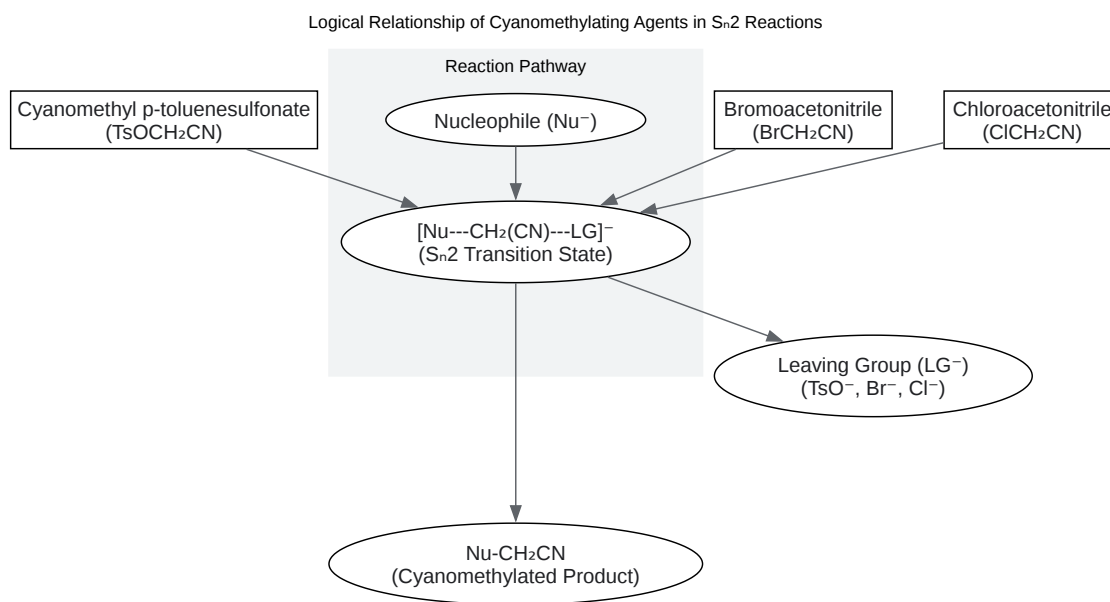 Logical Relationship of Cyanomethylating Agents in Sₙ2 Reactions
Reaction Pathway
Cyanomethyl p-toluenesulfonate
(TsOCH₂CN)
Nucleophile (Nu⁻)
Bromoacetonitrile
(BrCH₂CN)
Chloroacetonitrile
(ClCH₂CN)
[Nu---CH₂(CN)---LG]⁻
(Sₙ2 Transition State)
Leaving Group (LG⁻)
(TsO⁻, Br⁻, Cl⁻)
Nu-CH₂CN
(Cyanomethylated Product)